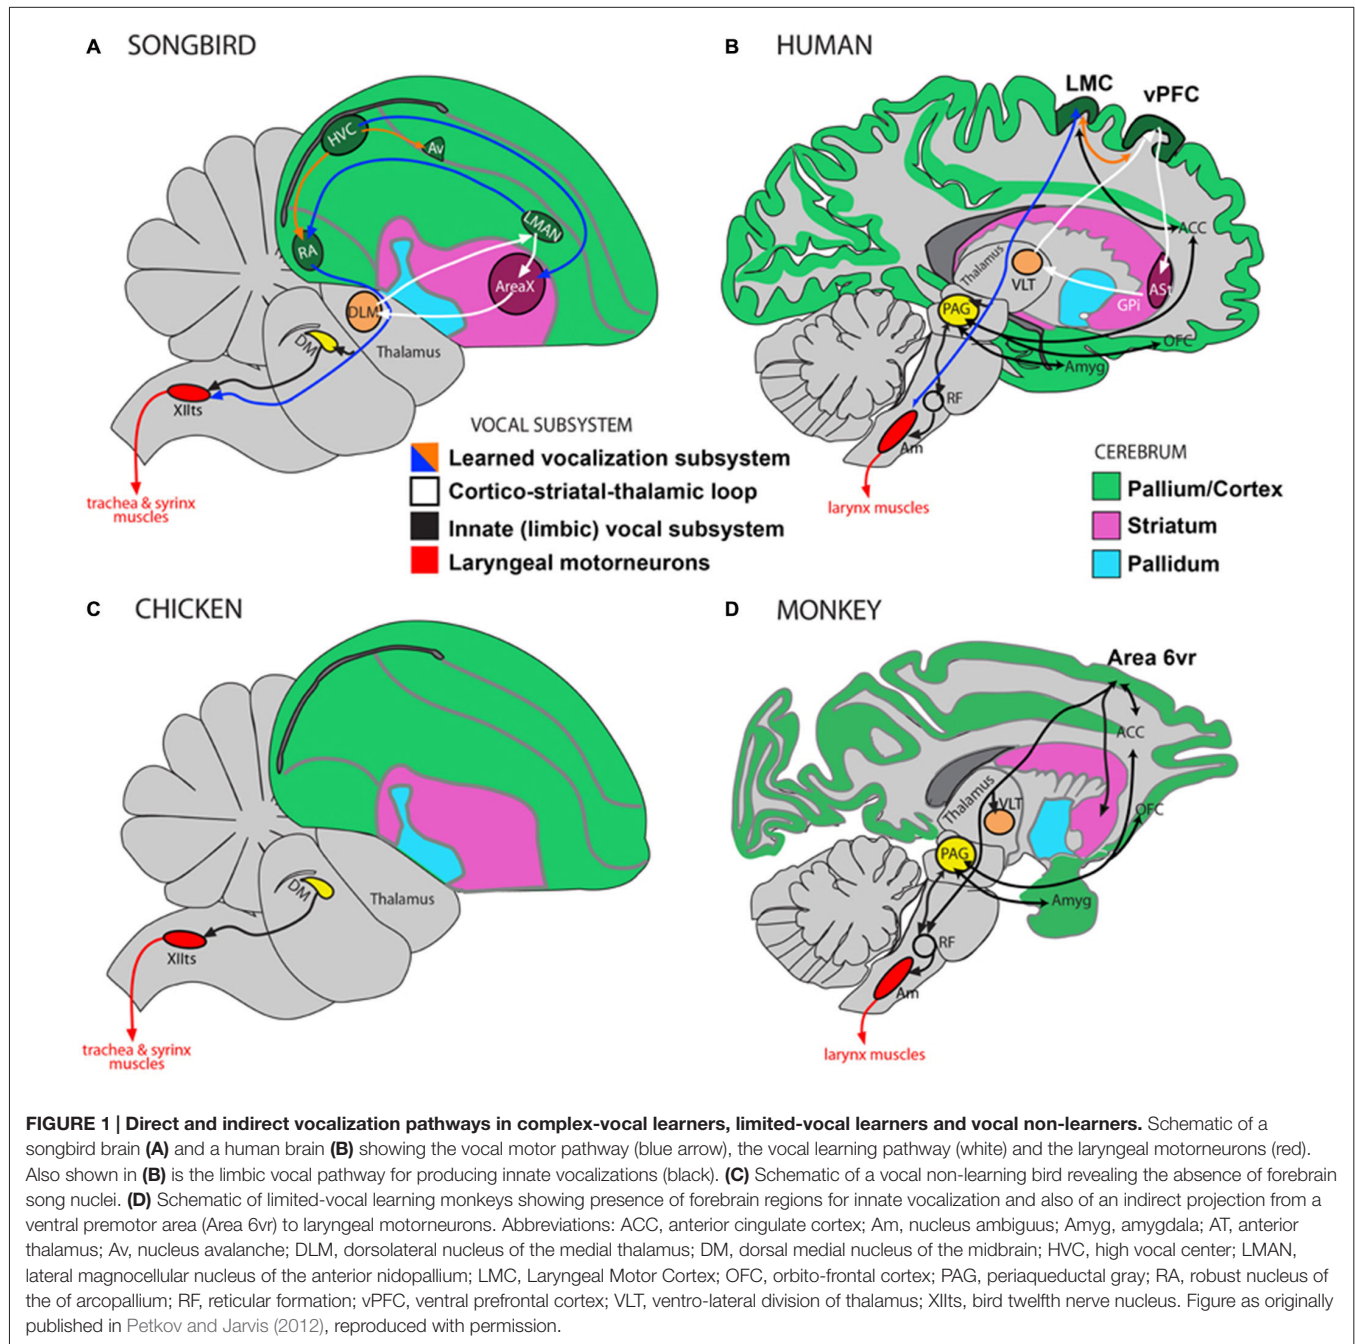 A SONGBIRD
HVC
Av
LMAN
RA
AreaX
DLM
DM
Thalamus
XIIts
trachea & syrinx
muscles
B HUMAN
LMC
vPFC
ACC
Thalamus
VLT
ASt
GPi
PAG
OFC
Amyg
RF
Am
larynx muscles
VOCAL SUBSYSTEM
Learned vocalization subsystem
Cortico-striatal-thalamic loop
Innate (limbic) vocal subsystem
Laryngeal motorneurons
CEREBRUM
Pallium/Cortex
Striatum
Pallidum
C CHICKEN
DM
Thalamus
XIIts
trachea & syrinx
muscles
D MONKEY
Area 6vr
ACC
Thalamus
VLT
OFC
PAG
Amyg
RF
Am
larynx muscles
FIGURE 1 | Direct and indirect vocalization pathways in complex-vocal learners, limited-vocal learners and vocal non-learners. Schematic of a
songbird brain (A) and a human brain (B) showing the vocal motor pathway (blue arrow), the vocal learning pathway (white) and the laryngeal motorneurons (red).
Also shown in (B) is the limbic vocal pathway for producing innate vocalizations (black). (C) Schematic of a vocal non-learning bird revealing the absence of forebrain
song nuclei. (D) Schematic of limited-vocal learning monkeys showing presence of forebrain regions for innate vocalization and also of an indirect projection from a
ventral premotor area (Area 6vr) to laryngeal motorneurons. Abbreviations: ACC, anterior cingulate cortex; Am, nucleus ambiguus; Amyg, amygdala; AT, anterior
thalamus; Av, nucleus avalanche; DLM, dorsolateral nucleus of the medial thalamus; DM, dorsal medial nucleus of the midbrain; HVC, high vocal center; LMAN,
lateral magnocellular nucleus of the anterior nidopallium; LMC, Laryngeal Motor Cortex; OFC, orbito-frontal cortex; PAG, periaqueductal gray; RA, robust nucleus of
the of arcopallium; RF, reticular formation; vPFC, ventral prefrontal cortex; VLT, ventro-lateral division of thalamus; XIIts, bird twelfth nerve nucleus. Figure as originally
published in Petkov and Jarvis (2012), reproduced with permission.